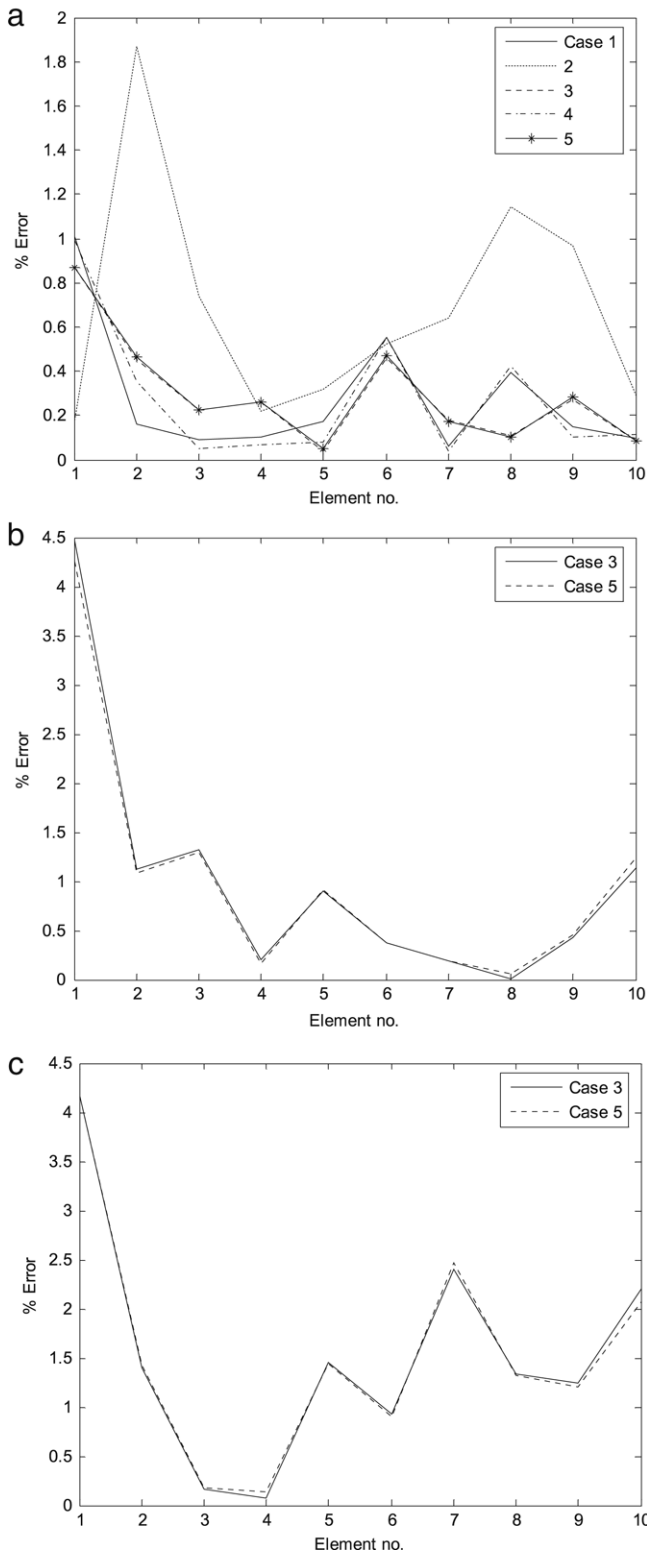 a
2
1.8
1.6
1.4
1.2
1
0.8
0.6
0.4
0.2
0
% Error
Case 1
2
3
4
5
1 2 3 4 5 6 7 8 9 10
Element no.
b
4.5
4
3.5
3
2.5
2
1.5
1
0.5
0
% Error
Case 3
Case 5
1 2 3 4 5 6 7 8 9 10
Element no.
c
4.5
4
3.5
3
2.5
2
1.5
1
0.5
0
% Error
Case 3
Case 5
1 2 3 4 5 6 7 8 9 10
Element no.